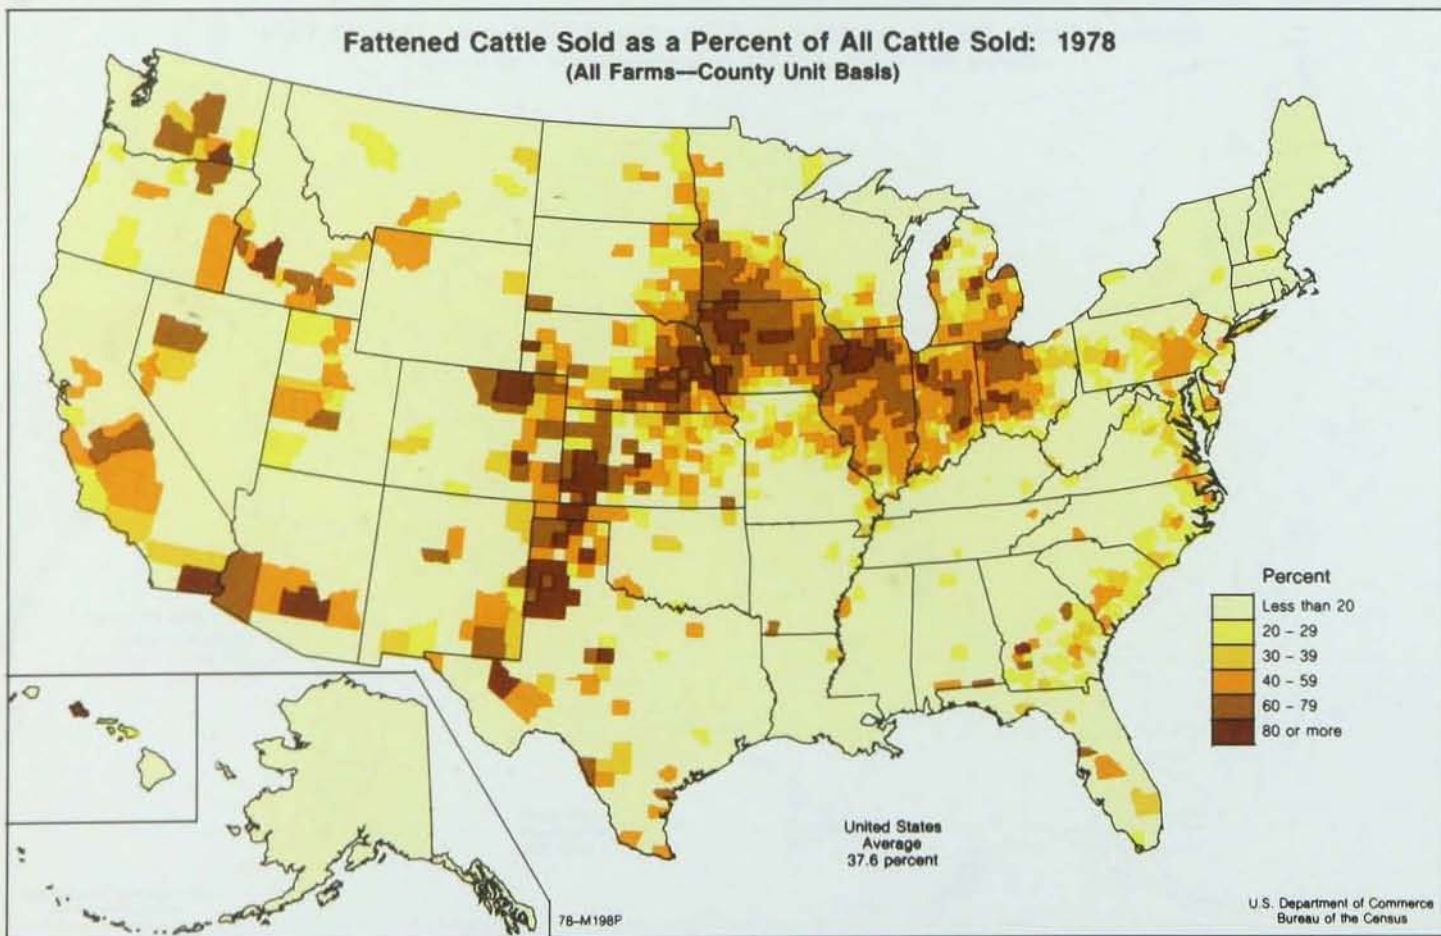 Fattened Cattle Sold as a Percent of All Cattle Sold: 1978
(All Farms—County Unit Basis)
Percent
Less than 20
20 – 29
30 – 39
40 – 59
60 – 79
80 or more
United States
Average
37.6 percent
78–M198P
U.S. Department of Commerce
Bureau of the Census